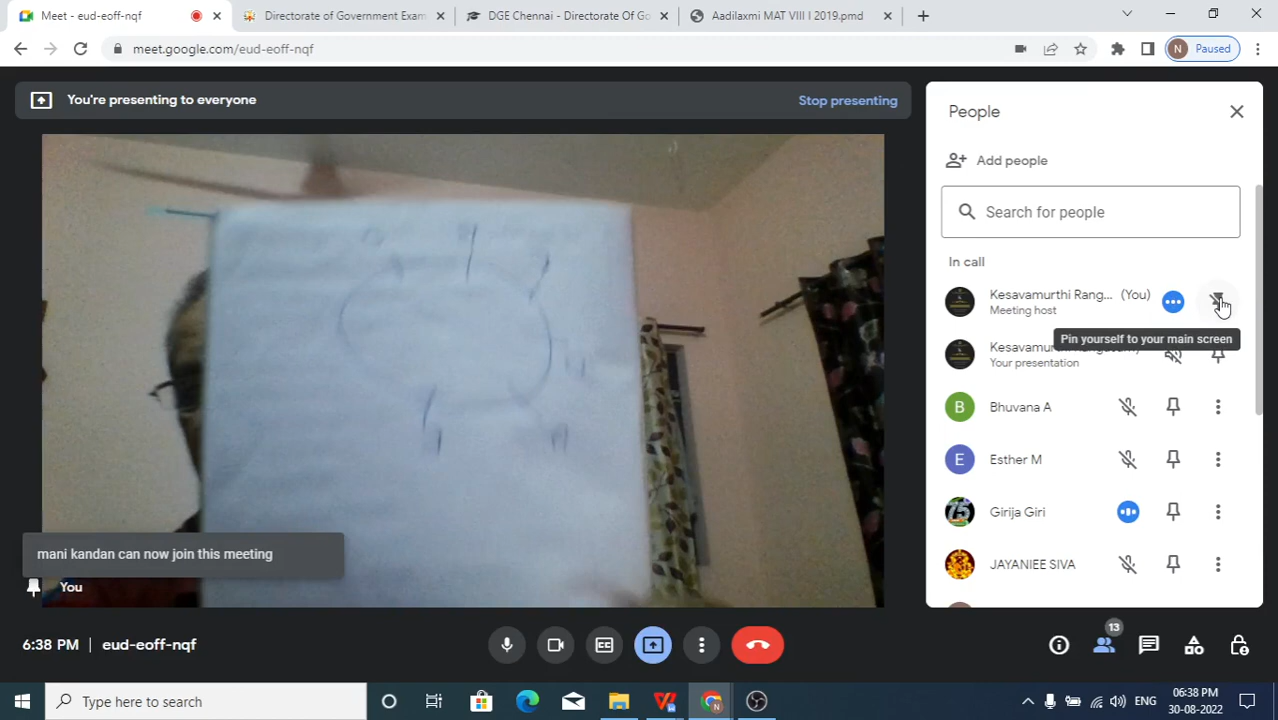 Meet - eud-eoff-nqf
Directorate of Government Exam
DGE Chennai - Directorate Of Go
Aadilaxmi MAT VIII I 2019.pmd
meet.google.com/eud-eoff-nqf
N
Paused
You're presenting to everyone
Stop presenting
People
Add people
Search for people
In call
Kesavamurthi Rang... (You)
Meeting host
Pin yourself to your main screen
Your presentation
B
Bhuvana A
E
Esther M
75
Girija Giri
JAYANIEE SIVA
mani kandan can now join this meeting
You
6:38 PM | eud-eoff-nqf
CC
13
Type here to search
ENG
06:38 PM
30-08-2022
1